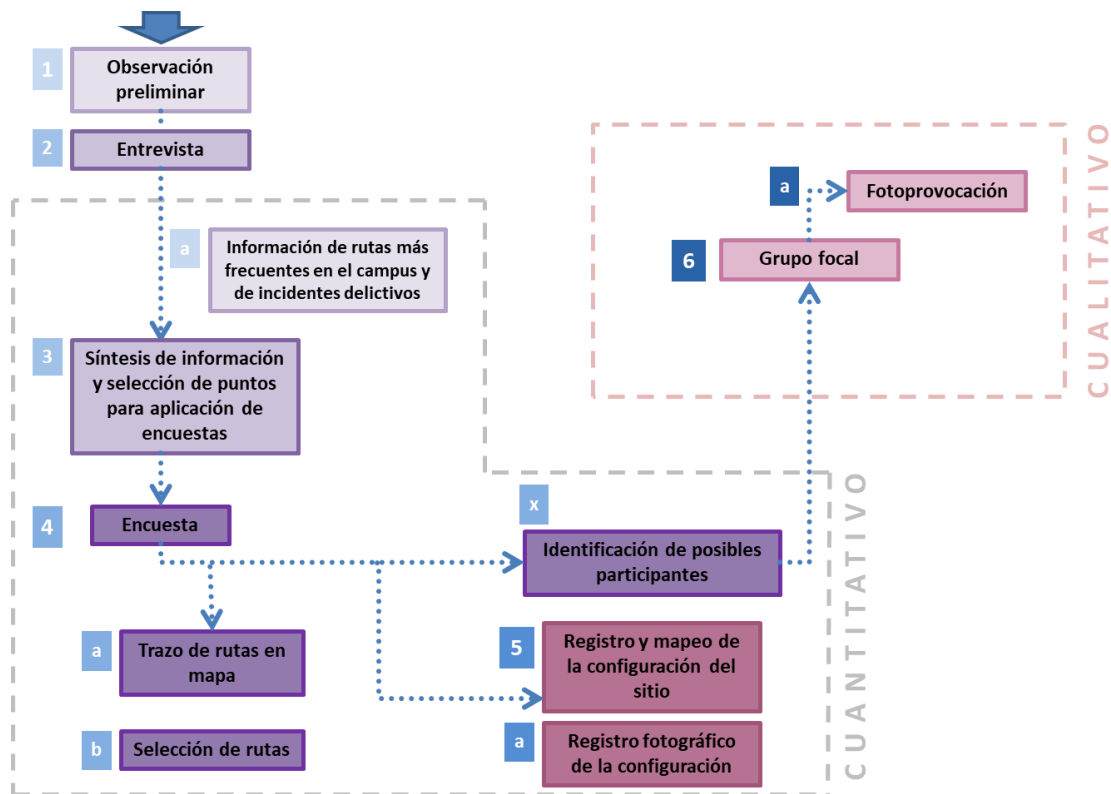 1
Observación
preliminar
2
Entrevista
a
Información de rutas más
frecuentes en el campus y
de incidentes delictivos
3
Síntesis de información
y selección de puntos
para aplicación de
encuestas
4
Encuesta
a
Trazo de rutas en
mapa
b
Selección de rutas
x
Identificación de posibles
participantes
5
Registro y mapeo de
la configuración del
sitio
a
Registro fotográfico
de la configuración
CUANTITATIVO
6
Grupo focal
a
Fotoprovocación
CUALITATIVO